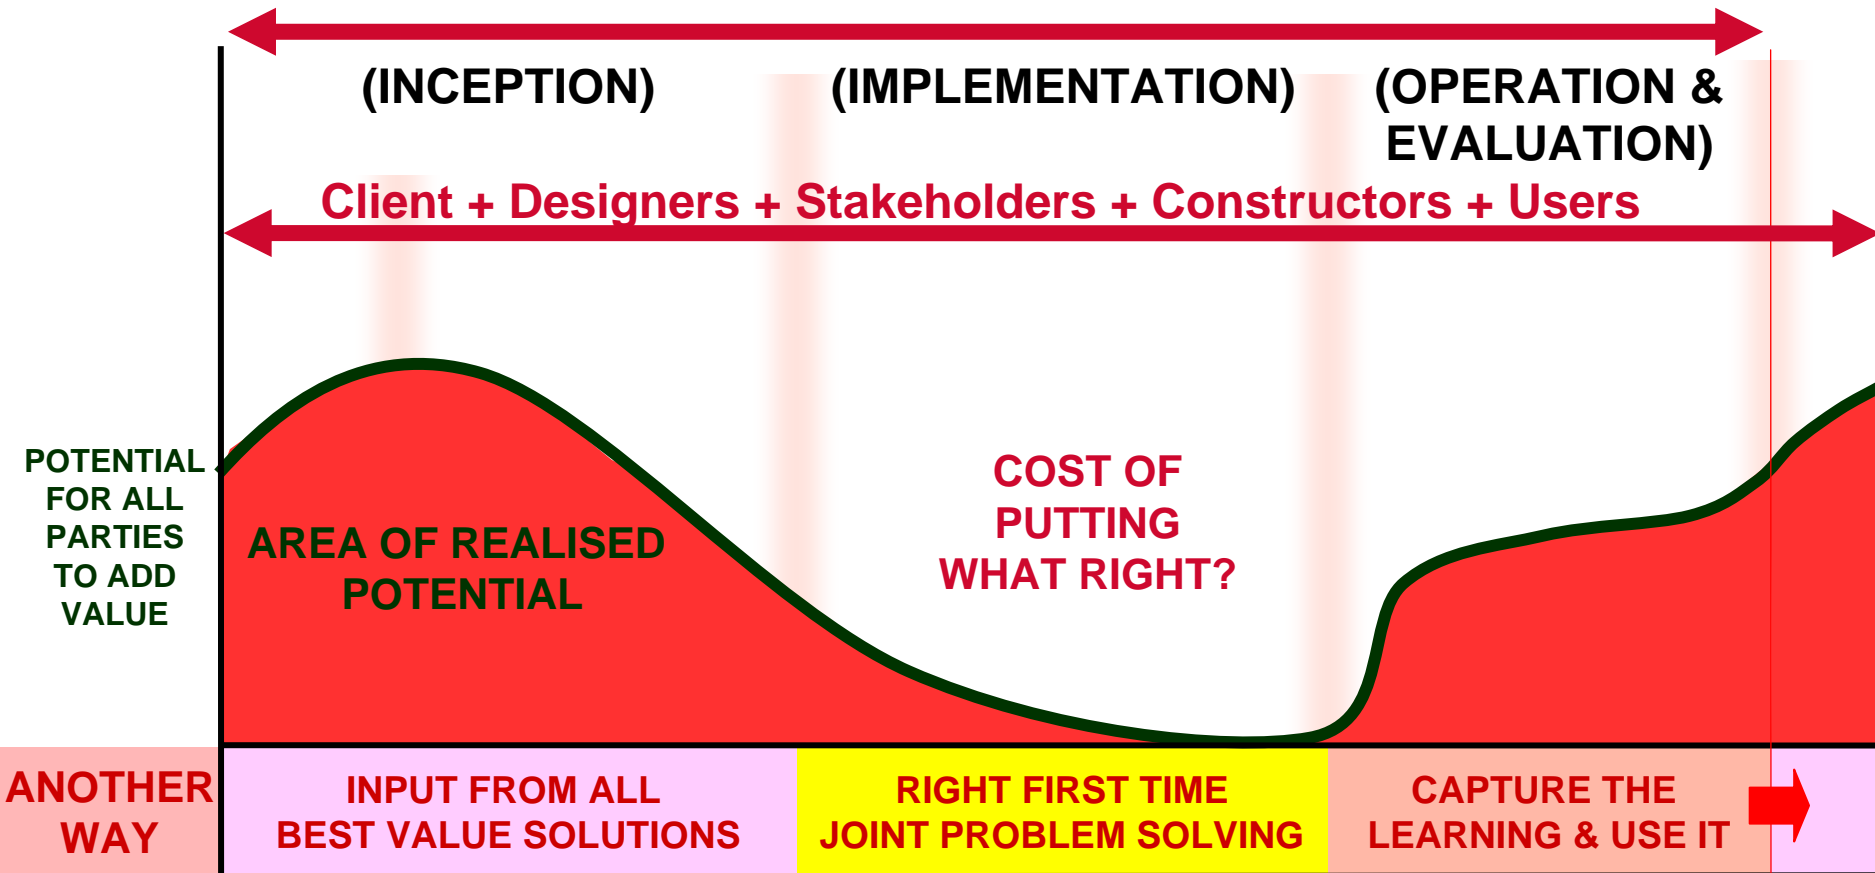 (INCEPTION)
(IMPLEMENTATION)
(OPERATION &
EVALUATION)
Client + Designers + Stakeholders + Constructors + Users
POTENTIAL
FOR ALL
PARTIES
TO ADD
VALUE
AREA OF REALISED
POTENTIAL
COST OF
PUTTING
WHAT RIGHT?
ANOTHER
WAY
INPUT FROM ALL
BEST VALUE SOLUTIONS
RIGHT FIRST TIME
JOINT PROBLEM SOLVING
CAPTURE THE
LEARNING & USE IT